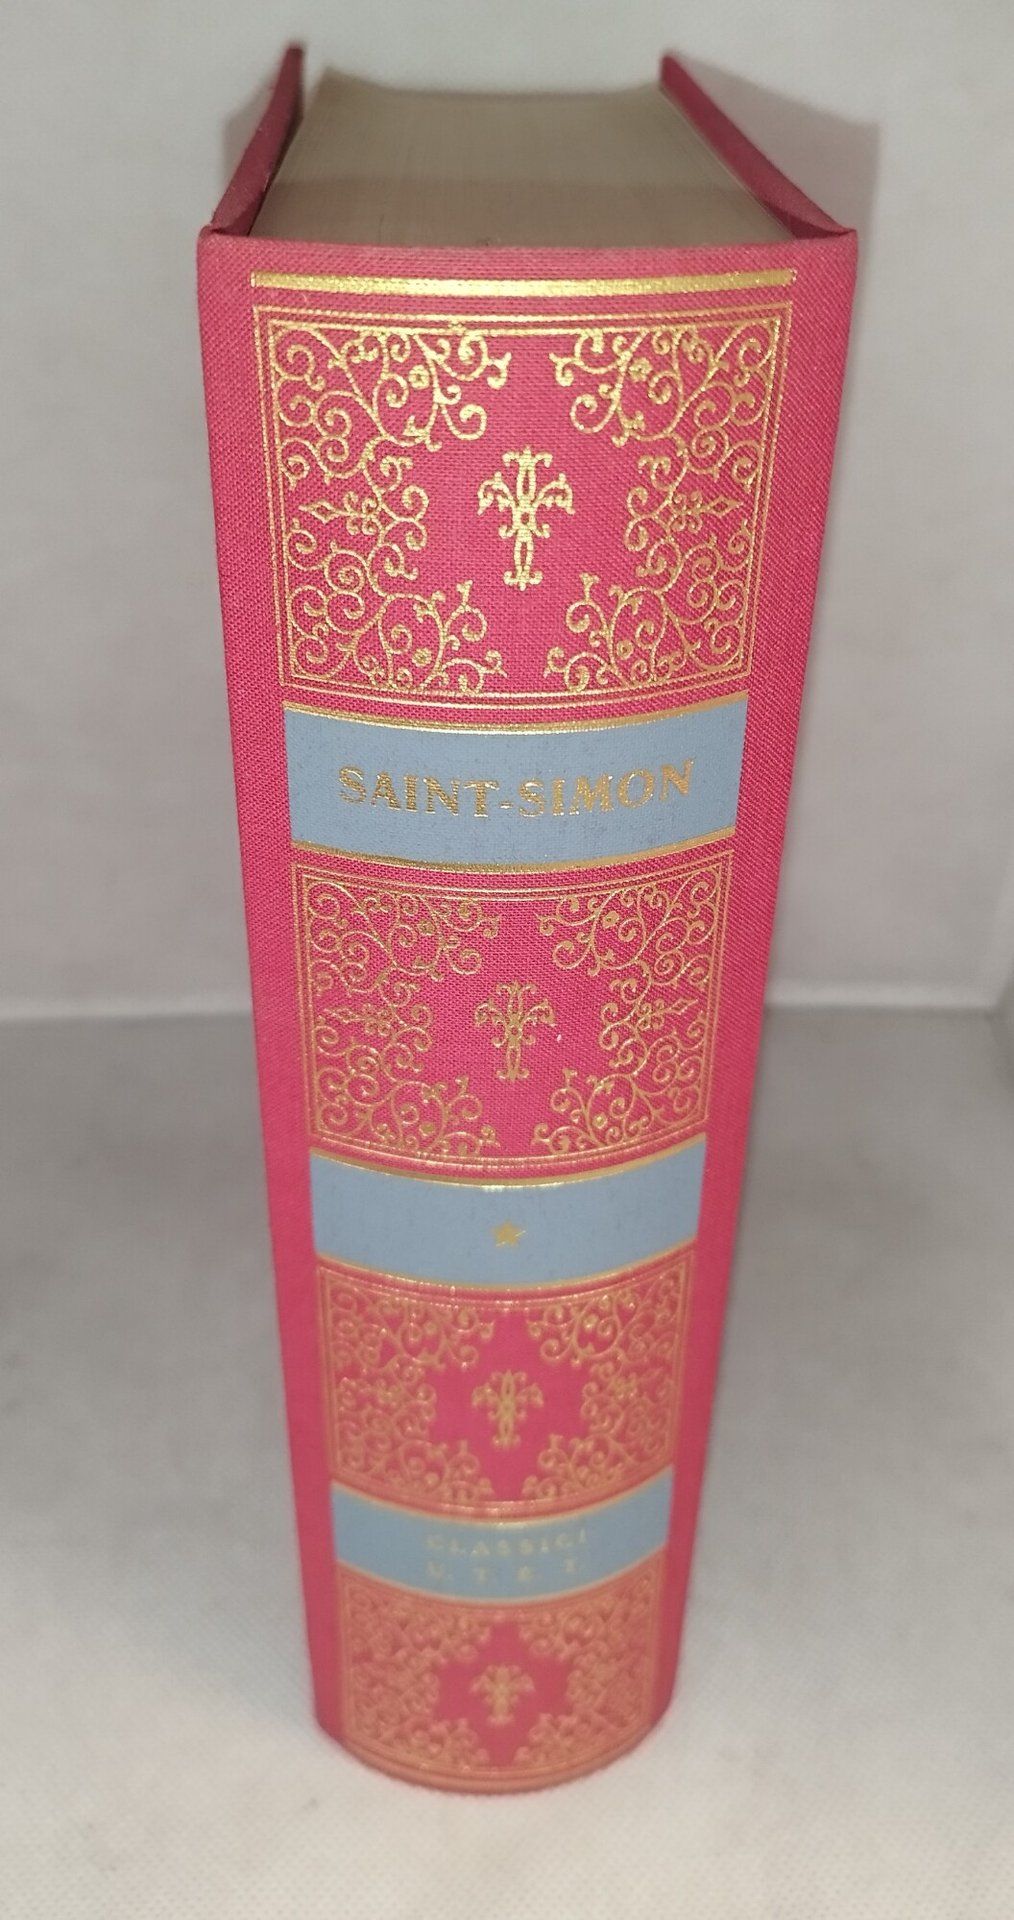 SAINT-SIMON
CLASSICI
U. T. E. T.